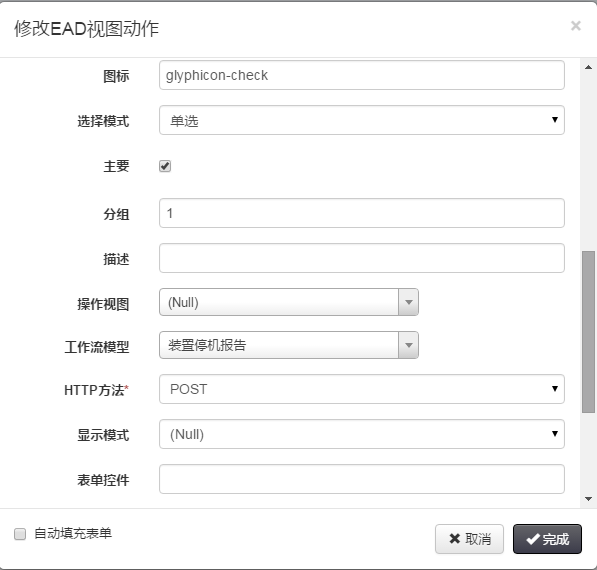 修改EAD视图动作 ×
图标 glyphicon-check
选择模式 单选
主要
分组 1
描述
操作视图 (Null)
工作流模型 装置停机报告
HTTP方法* POST
显示模式 (Null)
表单控件
自动填充表单 取消 完成